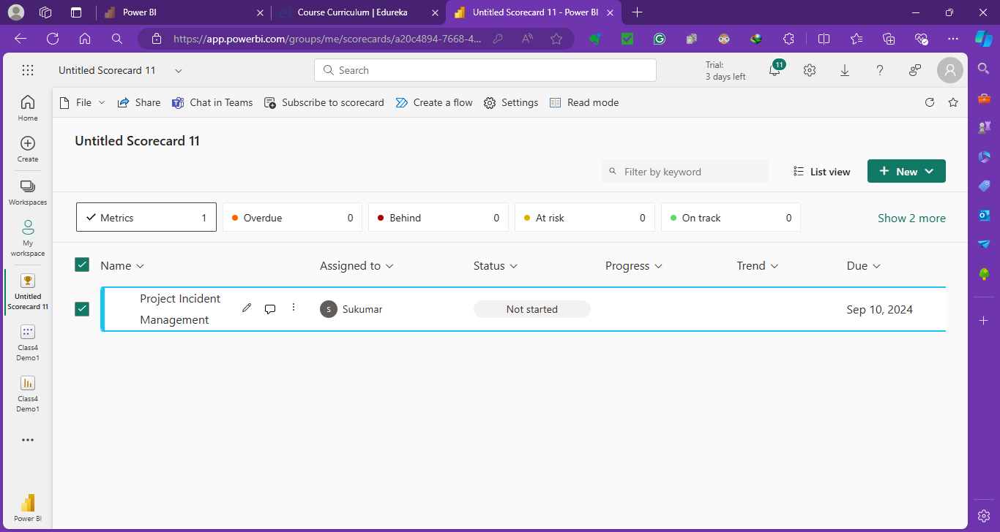 Power BI
Course Curriculum | Edureka
Untitled Scorecard 11 - Power BI
https://app.powerbi.com/groups/me/scorecards/a20c4894-7668-4...
Untitled Scorecard 11
Search
Trial:
3 days left
11
File
Share
Chat in Teams
Subscribe to scorecard
Create a flow
Settings
Read mode
Home
Create
Workspaces
My
workspace
Untitled
Scorecard 11
Class4
Demo1
Class4
Demo1
Power BI
Untitled Scorecard 11
Filter by keyword
List view
New
Metrics 1
Overdue 0
Behind 0
At risk 0
On track 0
Show 2 more
Name
Assigned to
Status
Progress
Trend
Due
Project Incident
Management
S
Sukumar
Not started
Sep 10, 2024